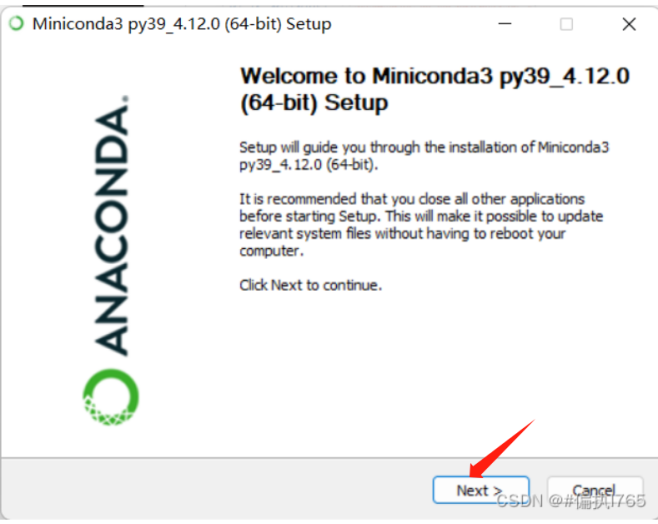 Miniconda3 py39_4.12.0 (64-bit) Setup
ANACONDA.
Welcome to Miniconda3 py39_4.12.0
(64-bit) Setup
Setup will guide you through the installation of Miniconda3
py39_4.12.0 (64-bit).
It is recommended that you close all other applications
before starting Setup. This will make it possible to update
relevant system files without having to reboot your
computer.
Click Next to continue.
Next >
Cancel
CSDN @#偏执l765